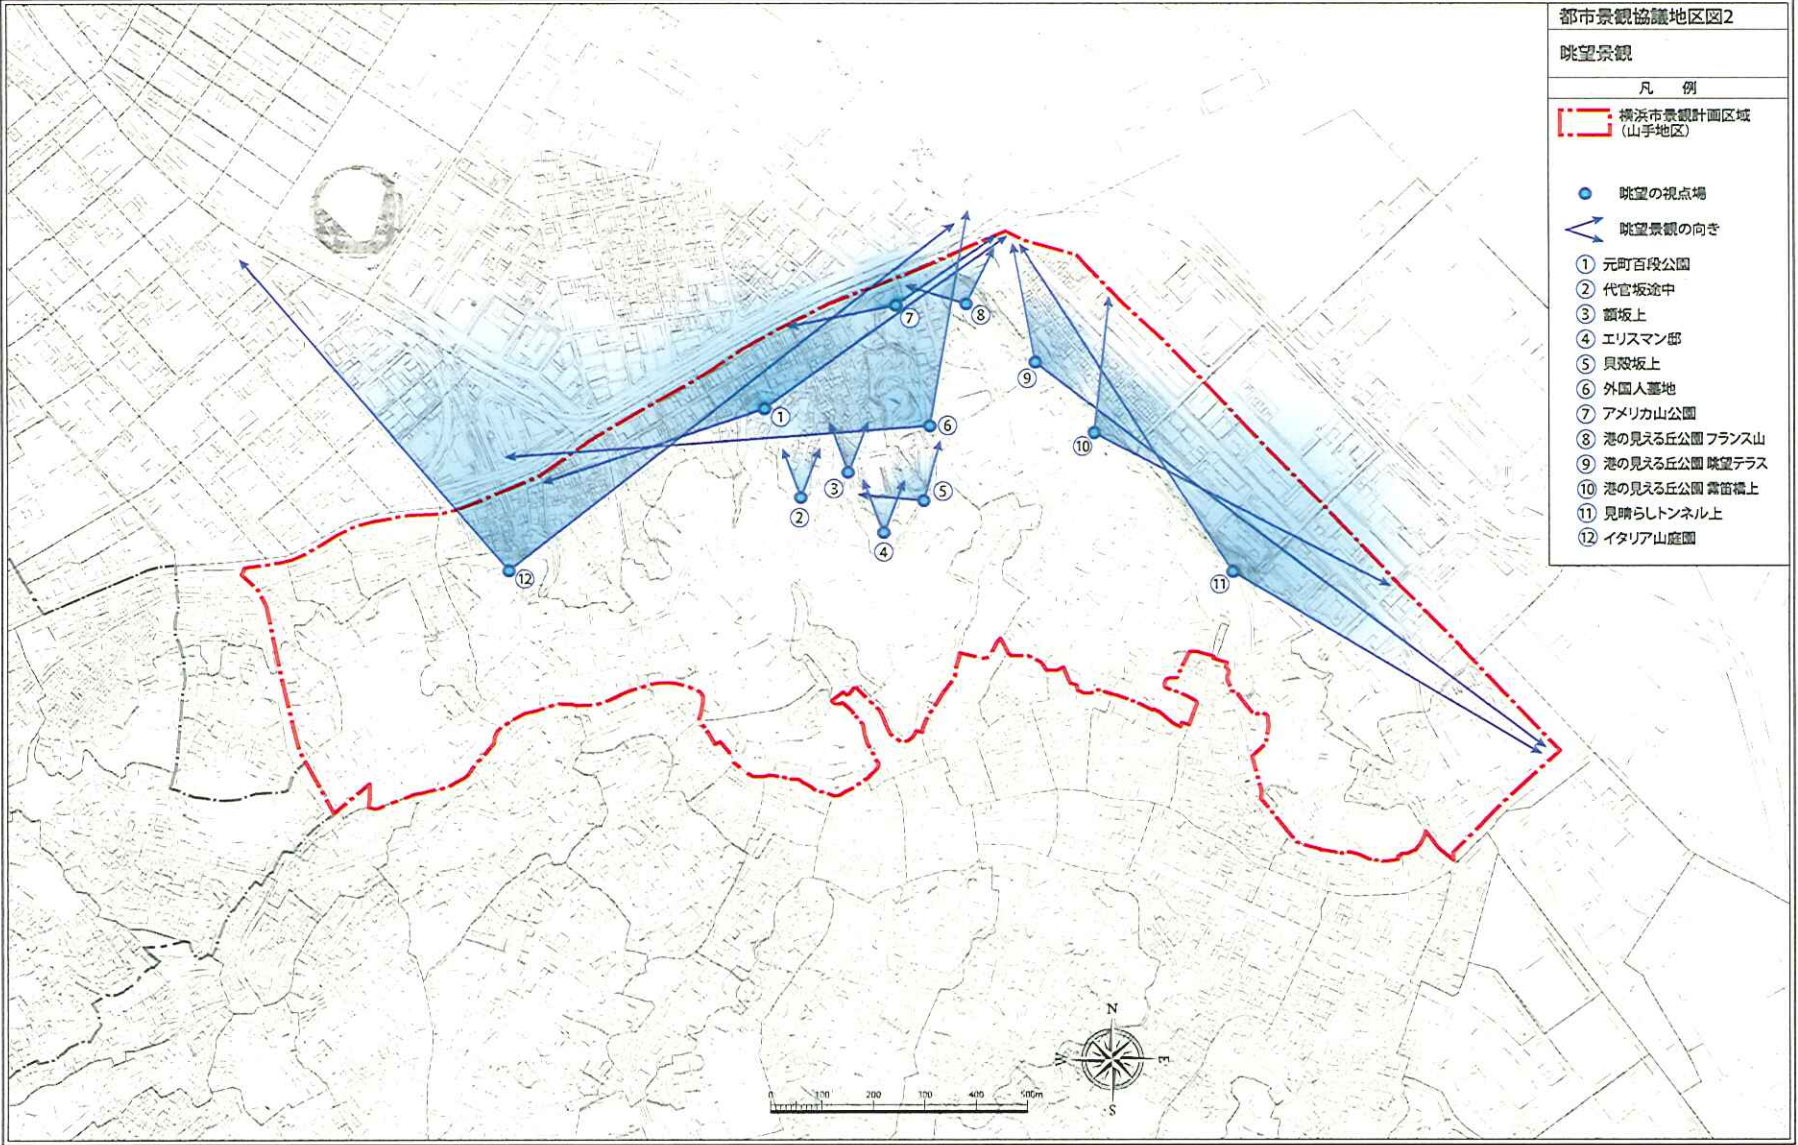 都市景観協議地区図2
眺望景観
凡 例
横浜市景観計画区域
(山手地区)
眺望の視点場
眺望景観の向き
① 元町百段公園
② 代官坂途中
③ 額坂上
④ エリスマン邸
⑤ 貝殻坂上
⑥ 外国人墓地
⑦ アメリカ山公園
⑧ 港の見える丘公園 フランス山
⑨ 港の見える丘公園 眺望テラス
⑩ 港の見える丘公園 霧笛橋上
⑪ 見晴らしトンネル上
⑫ イタリア山庭園
⑦
⑧
⑨
①
⑥
⑩
③
⑤
②
④
⑫
⑪
N
W
E
S
0 100 200 300 400 500m